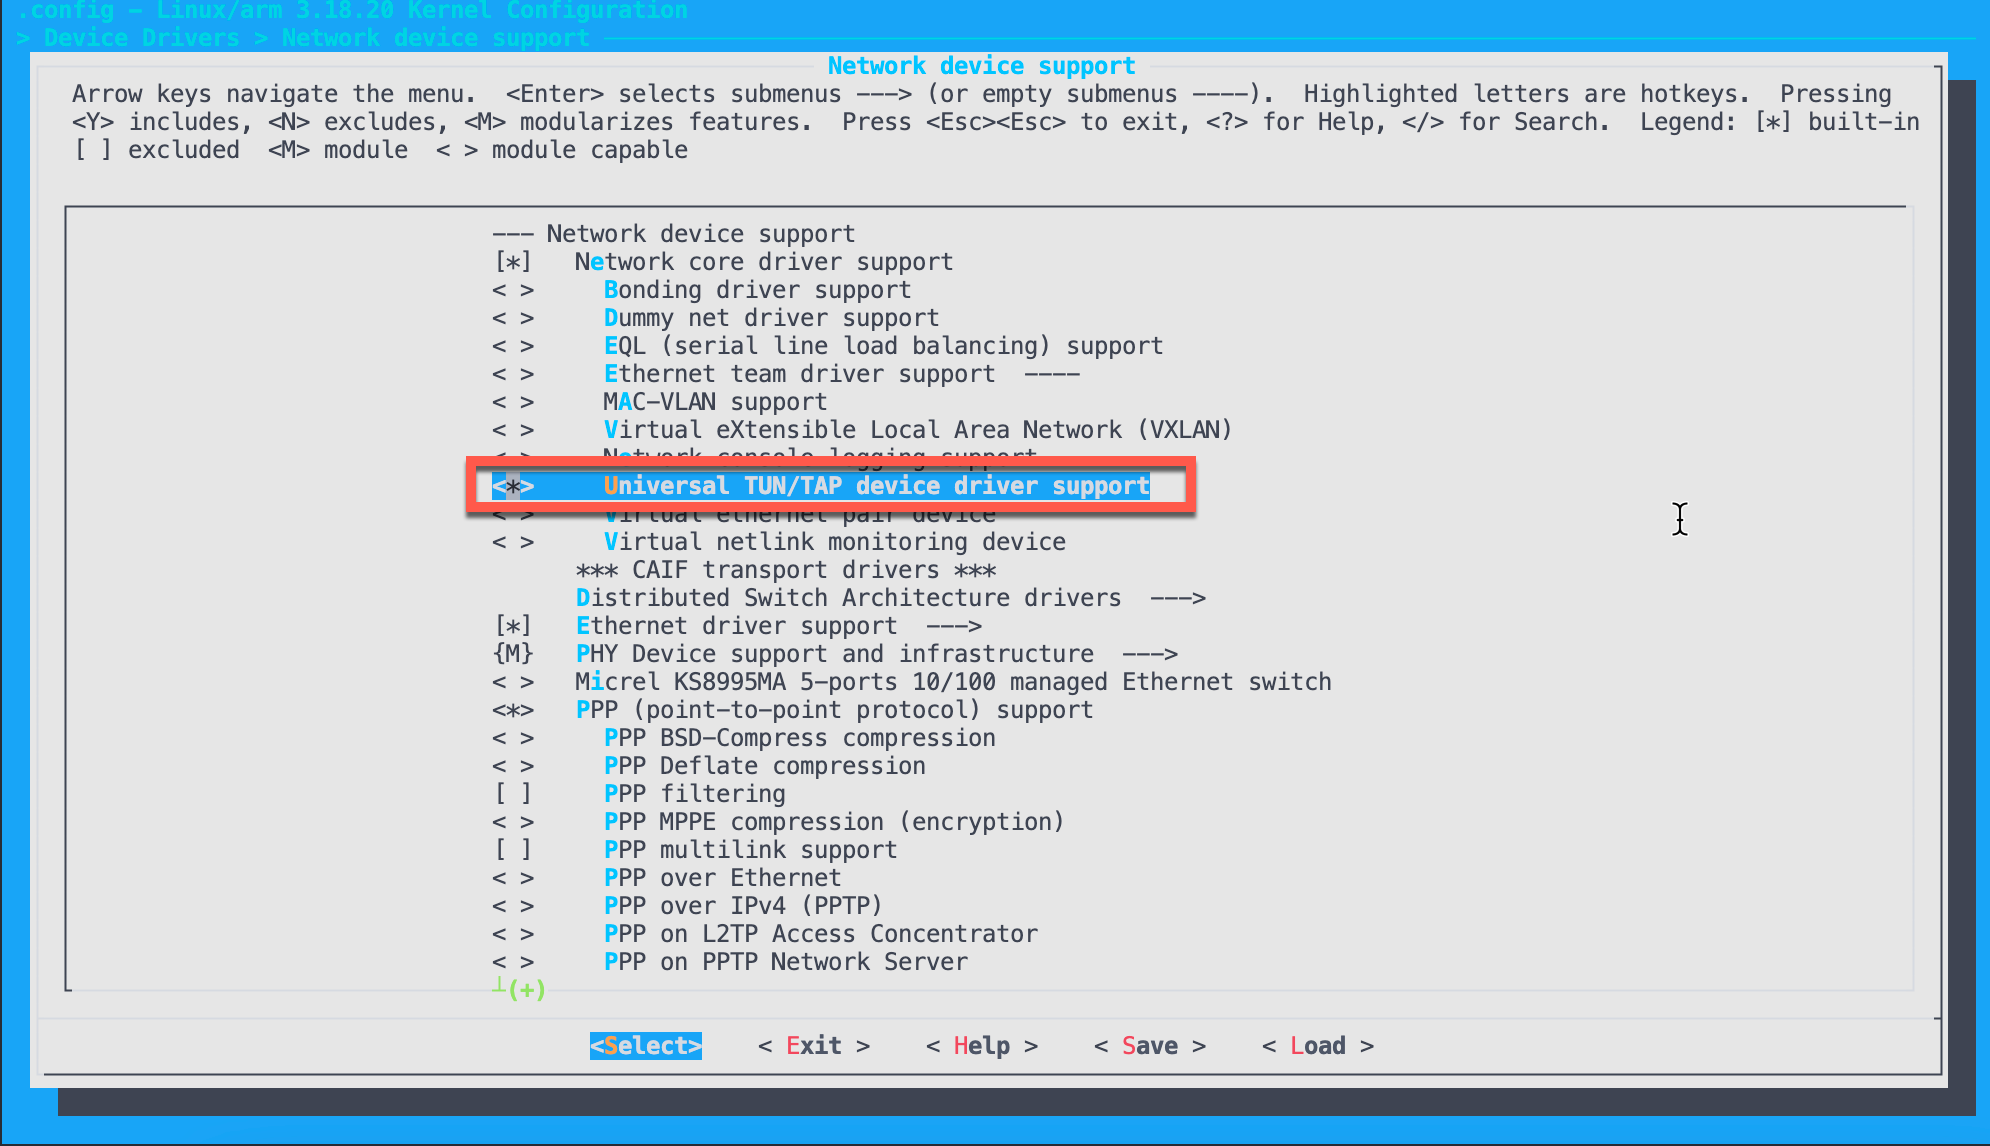 .config - Linux/arm 3.18.20 Kernel Configuration
> Device Drivers > Network device support
Network device support
Arrow keys navigate the menu.  <Enter> selects submenus ---> (or empty submenus ----).  Highlighted letters are hotkeys.  Pressing
<Y> includes, <N> excludes, <M> modularizes features.  Press <Esc><Esc> to exit, <?> for Help, </> for Search.  Legend: [*] built-in
[ ] excluded  <M> module  < > module capable
--- Network device support
[*]   Network core driver support
< >     Bonding driver support
< >     Dummy net driver support
< >     EQL (serial line load balancing) support
< >     Ethernet team driver support  ----
< >     MAC-VLAN support
< >     Virtual eXtensible Local Area Network (VXLAN)
< >     Network console logging support
<*>     Universal TUN/TAP device driver support
< >     Virtual ethernet pair device
< >     Virtual netlink monitoring device
*** CAIF transport drivers ***
Distributed Switch Architecture drivers  --->
[*]   Ethernet driver support  --->
{M}   PHY Device support and infrastructure  --->
< >   Micrel KS8995MA 5-ports 10/100 managed Ethernet switch
<*>   PPP (point-to-point protocol) support
< >     PPP BSD-Compress compression
< >     PPP Deflate compression
[ ]     PPP filtering
< >     PPP MPPE compression (encryption)
[ ]     PPP multilink support
< >     PPP over Ethernet
< >     PPP over IPv4 (PPTP)
< >     PPP on L2TP Access Concentrator
< >     PPP on PPTP Network Server
┴(+)
<Select>    < Exit >    < Help >    < Save >    < Load >